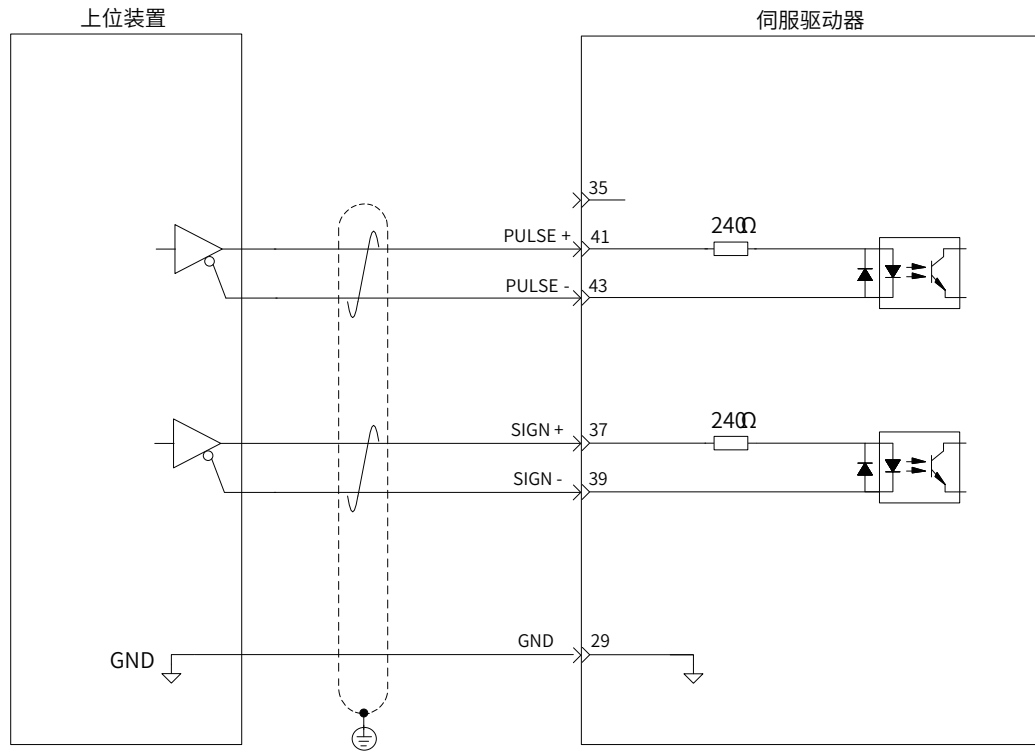 上位装置
伺服驱动器
35
PULSE + 41 240Ω
PULSE - 43
SIGN + 37 240Ω
SIGN - 39
GND 29
GND